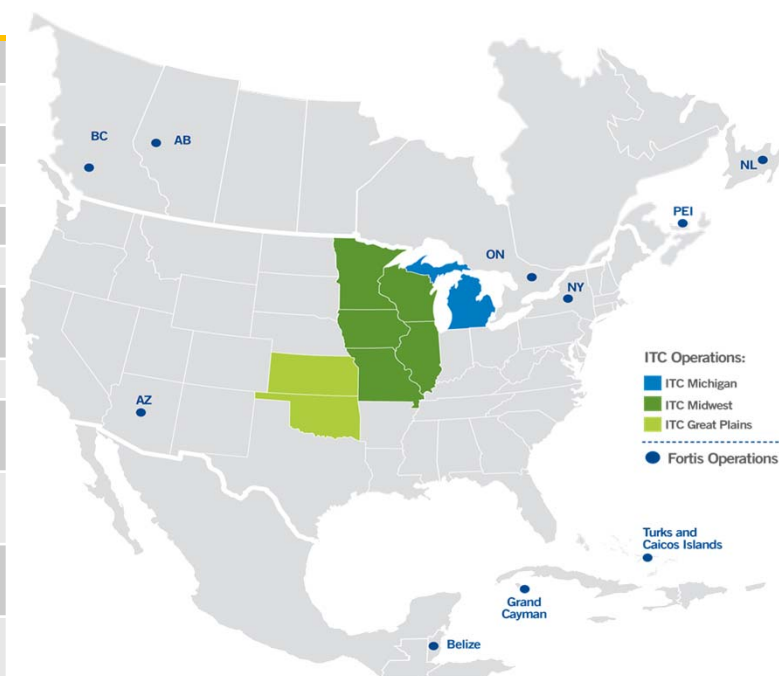 BC
AB
NL
PEI
ON
NY
AZ
ITC Operations:
ITC Michigan
ITC Midwest
ITC Great Plains
Fortis Operations
Turks and
Caicos Islands
Grand
Cayman
Belize